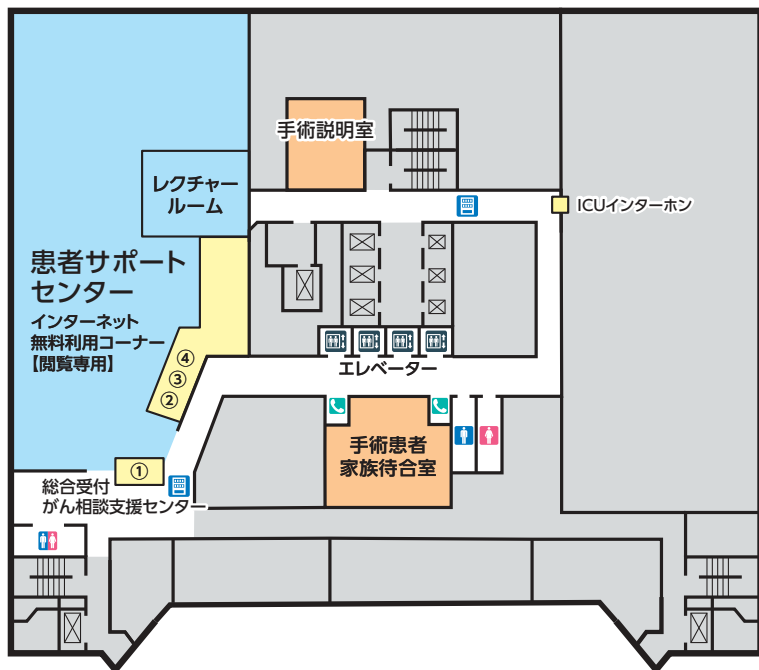 手術説明室
レクチャー
ルーム
ICUインターホン
患者サポート
センター
インターネット
無料利用コーナー
【閲覧専用】
④
③
②
エレベーター
手術患者
家族待合室
①
総合受付
がん相談支援センター